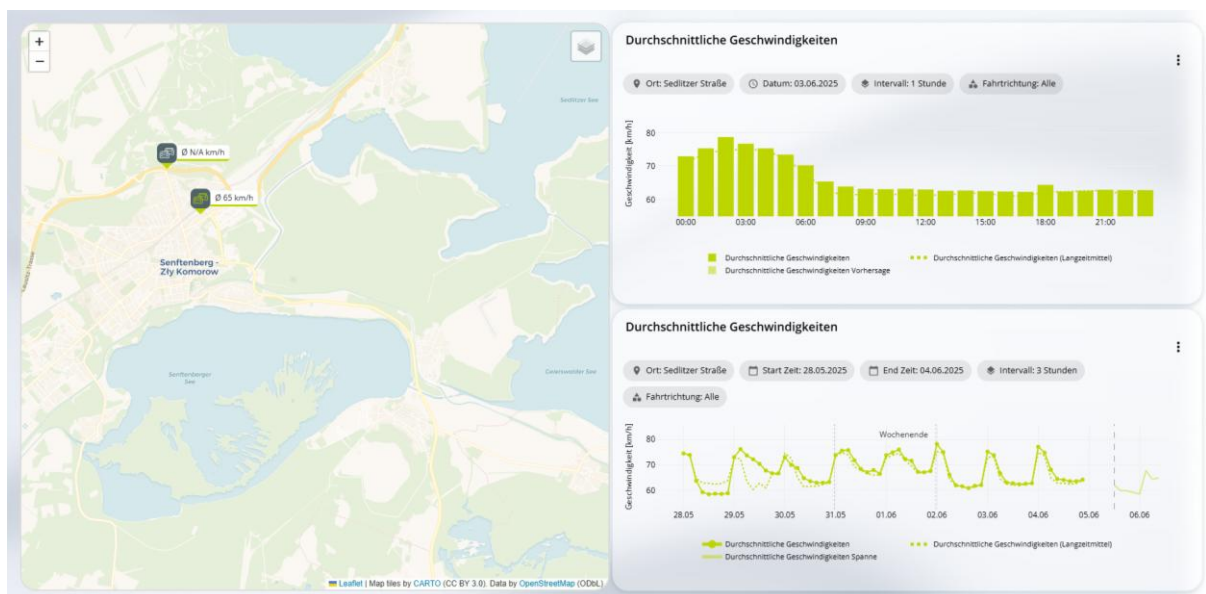 +
−
Sedlitzer See
Ø N/A km/h
Ø 65 km/h
Senftenberg -
Zły Komorow
Senftenberger
See
Geierswalder See
Leaflet | Map tiles by CARTO (CC BY 3.0). Data by OpenStreetMap (ODbL)
Durchschnittliche Geschwindigkeiten
Ort: Sedlitzer Straße Datum: 03.06.2025 Intervall: 1 Stunde Fahrtrichtung: Alle
Geschwindigkeit [km/h]
80
70
60
00:00 03:00 06:00 09:00 12:00 15:00 18:00 21:00
Durchschnittliche Geschwindigkeiten Durchschnittliche Geschwindigkeiten (Langzeitmittel)
Durchschnittliche Geschwindigkeiten Vorhersage
Durchschnittliche Geschwindigkeiten
Ort: Sedlitzer Straße Start Zeit: 28.05.2025 End Zeit: 04.06.2025 Intervall: 3 Stunden
Fahrtrichtung: Alle
Geschwindigkeit [km/h]
Wochenende
80
70
60
28.05 29.05 30.05 31.05 01.06 02.06 03.06 04.06 05.06 06.06
Durchschnittliche Geschwindigkeiten Durchschnittliche Geschwindigkeiten (Langzeitmittel)
Durchschnittliche Geschwindigkeiten Spanne